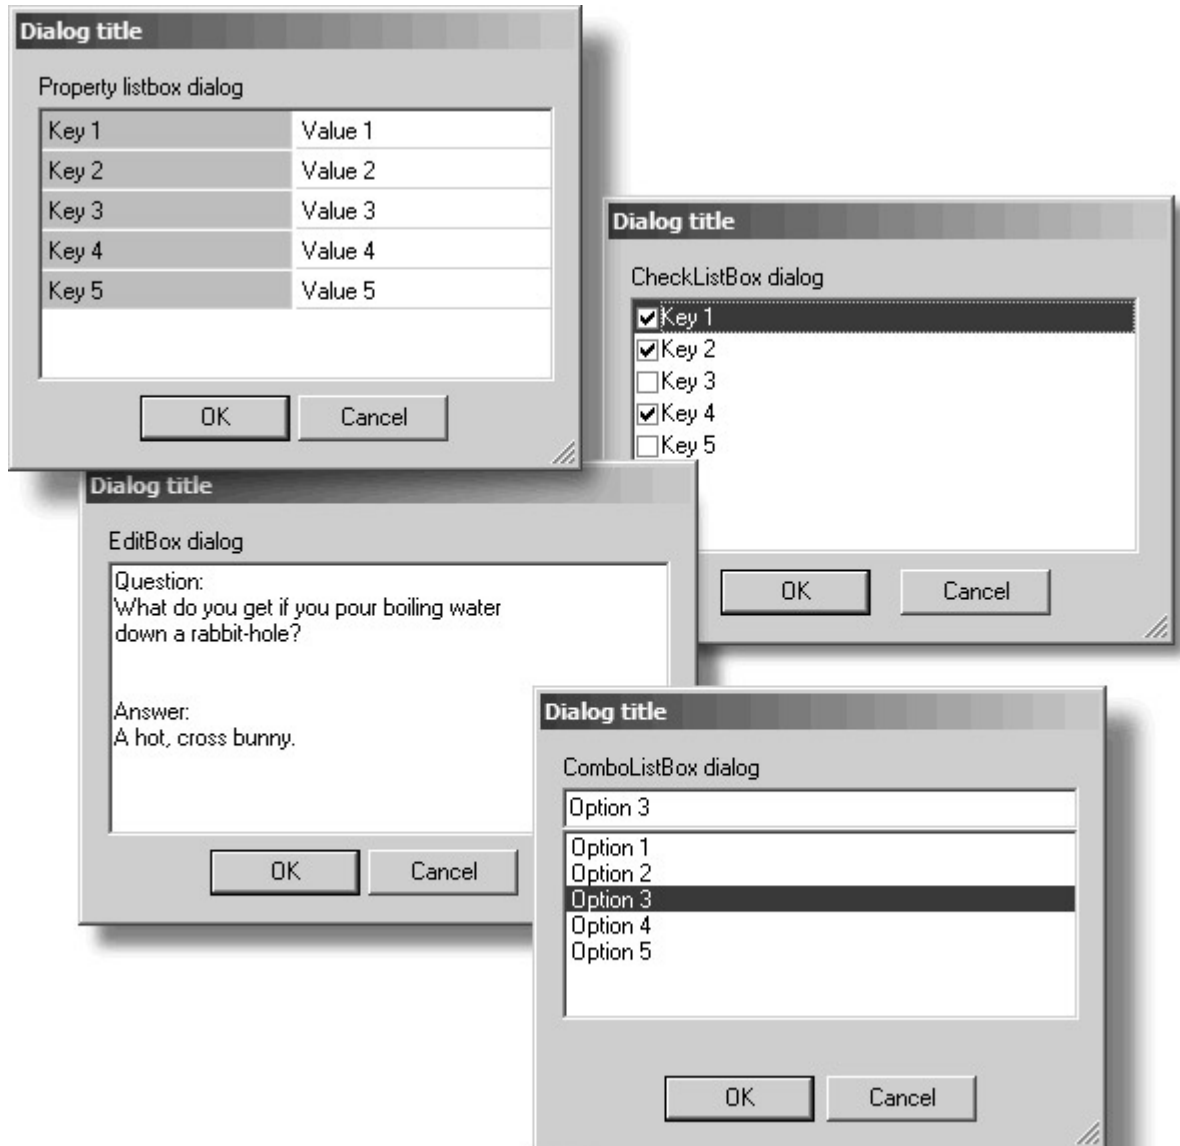 Dialog title
Property listbox dialog
Key 1 Value 1
Key 2 Value 2
Key 3 Value 3
Key 4 Value 4
Key 5 Value 5
OK Cancel
Dialog title
CheckListBox dialog
Key 1
Key 2
Key 3
Key 4
Key 5
OK Cancel
Dialog title
EditBox dialog
Question:
What do you get if you pour boiling water
down a rabbit-hole?
Answer:
A hot, cross bunny.
OK Cancel
Dialog title
ComboListBox dialog
Option 3
Option 1
Option 2
Option 3
Option 4
Option 5
OK Cancel